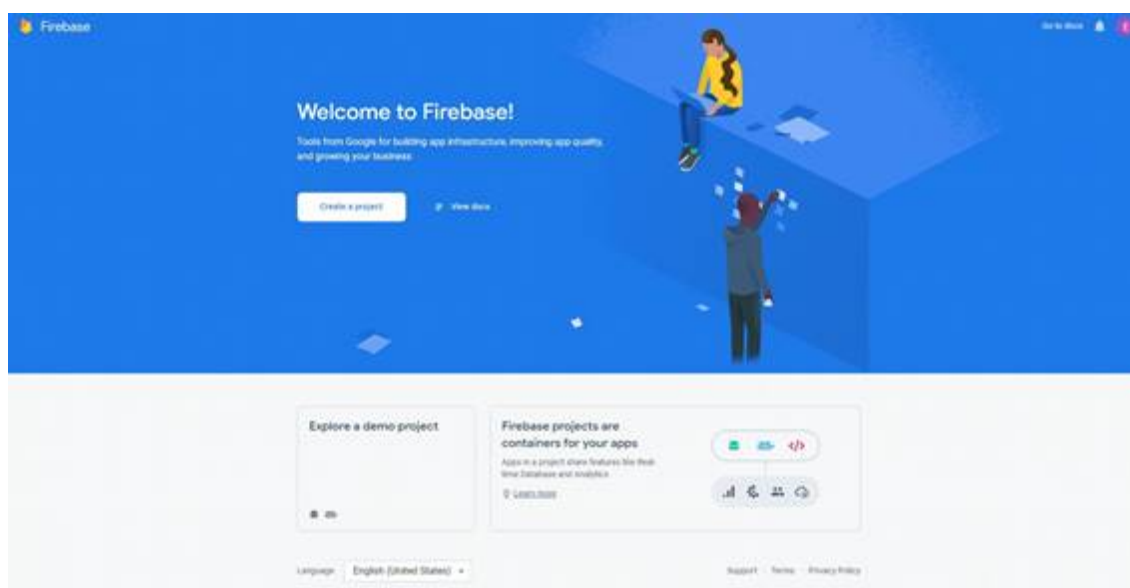 Firebase
Go to docs
Welcome to Firebase!
Tools from Google for building app infrastructure, improving app quality,
and growing your business
Create a project
View docs
Explore a demo project
Firebase projects are
containers for your apps
Apps in a project share features like Real-
time Database and Analytics
Learn more
</>
Language
English (United States)
Support
Terms
Privacy Policy